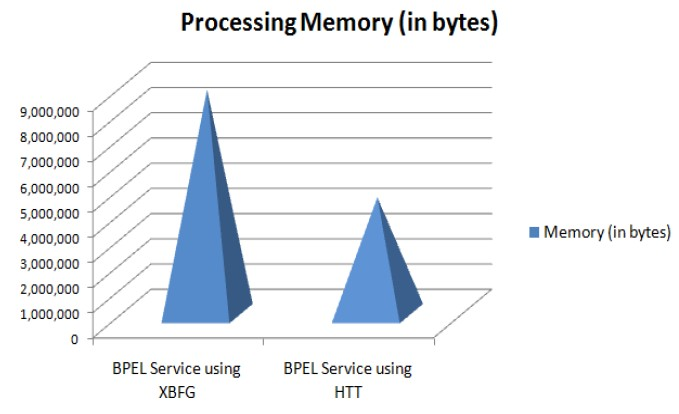 Processing Memory (in bytes)
9,000,000
8,000,000
7,000,000
6,000,000
5,000,000
4,000,000
3,000,000
2,000,000
1,000,000
0
Memory (in bytes)
BPEL Service using
XBFG
BPEL Service using
HTT